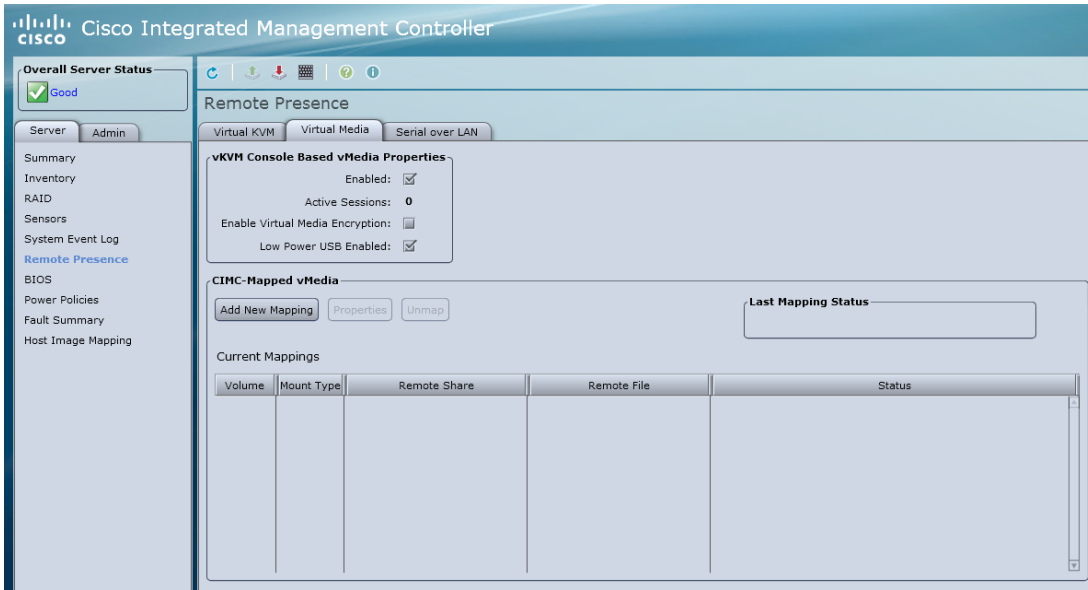 CISCO Cisco Integrated Management Controller
Overall Server Status
Good
Server Admin
Summary
Inventory
RAID
Sensors
System Event Log
Remote Presence
BIOS
Power Policies
Fault Summary
Host Image Mapping
Remote Presence
Virtual KVM Virtual Media Serial over LAN
vKVM Console Based vMedia Properties
Enabled:
Active Sessions: 0
Enable Virtual Media Encryption:
Low Power USB Enabled:
CIMC-Mapped vMedia
Add New Mapping Properties Unmap
Last Mapping Status
Current Mappings
Volume Mount Type Remote Share Remote File Status